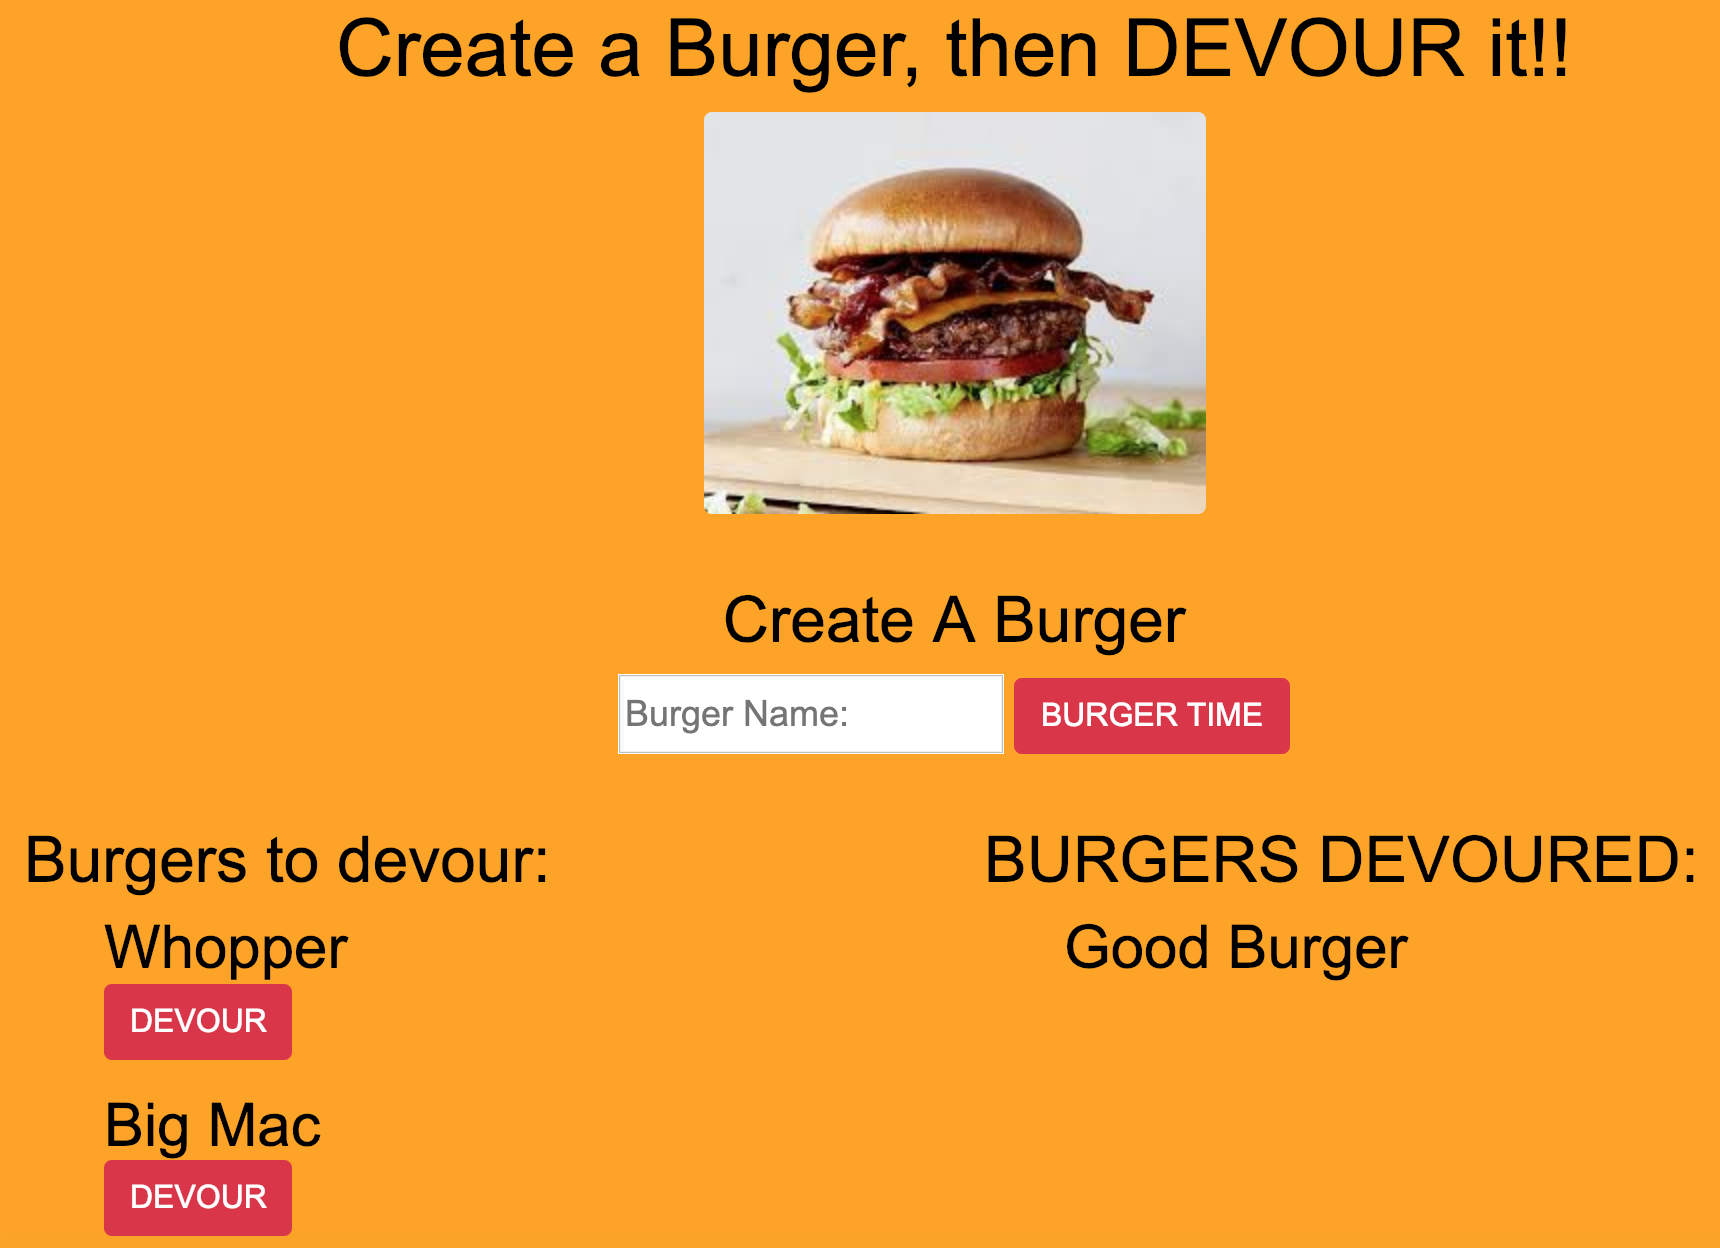 Create a Burger, then DEVOUR it!!
Create A Burger
Burger Name:
BURGER TIME
Burgers to devour:
Whopper
DEVOUR
Big Mac
DEVOUR
BURGERS DEVOURED:
Good Burger